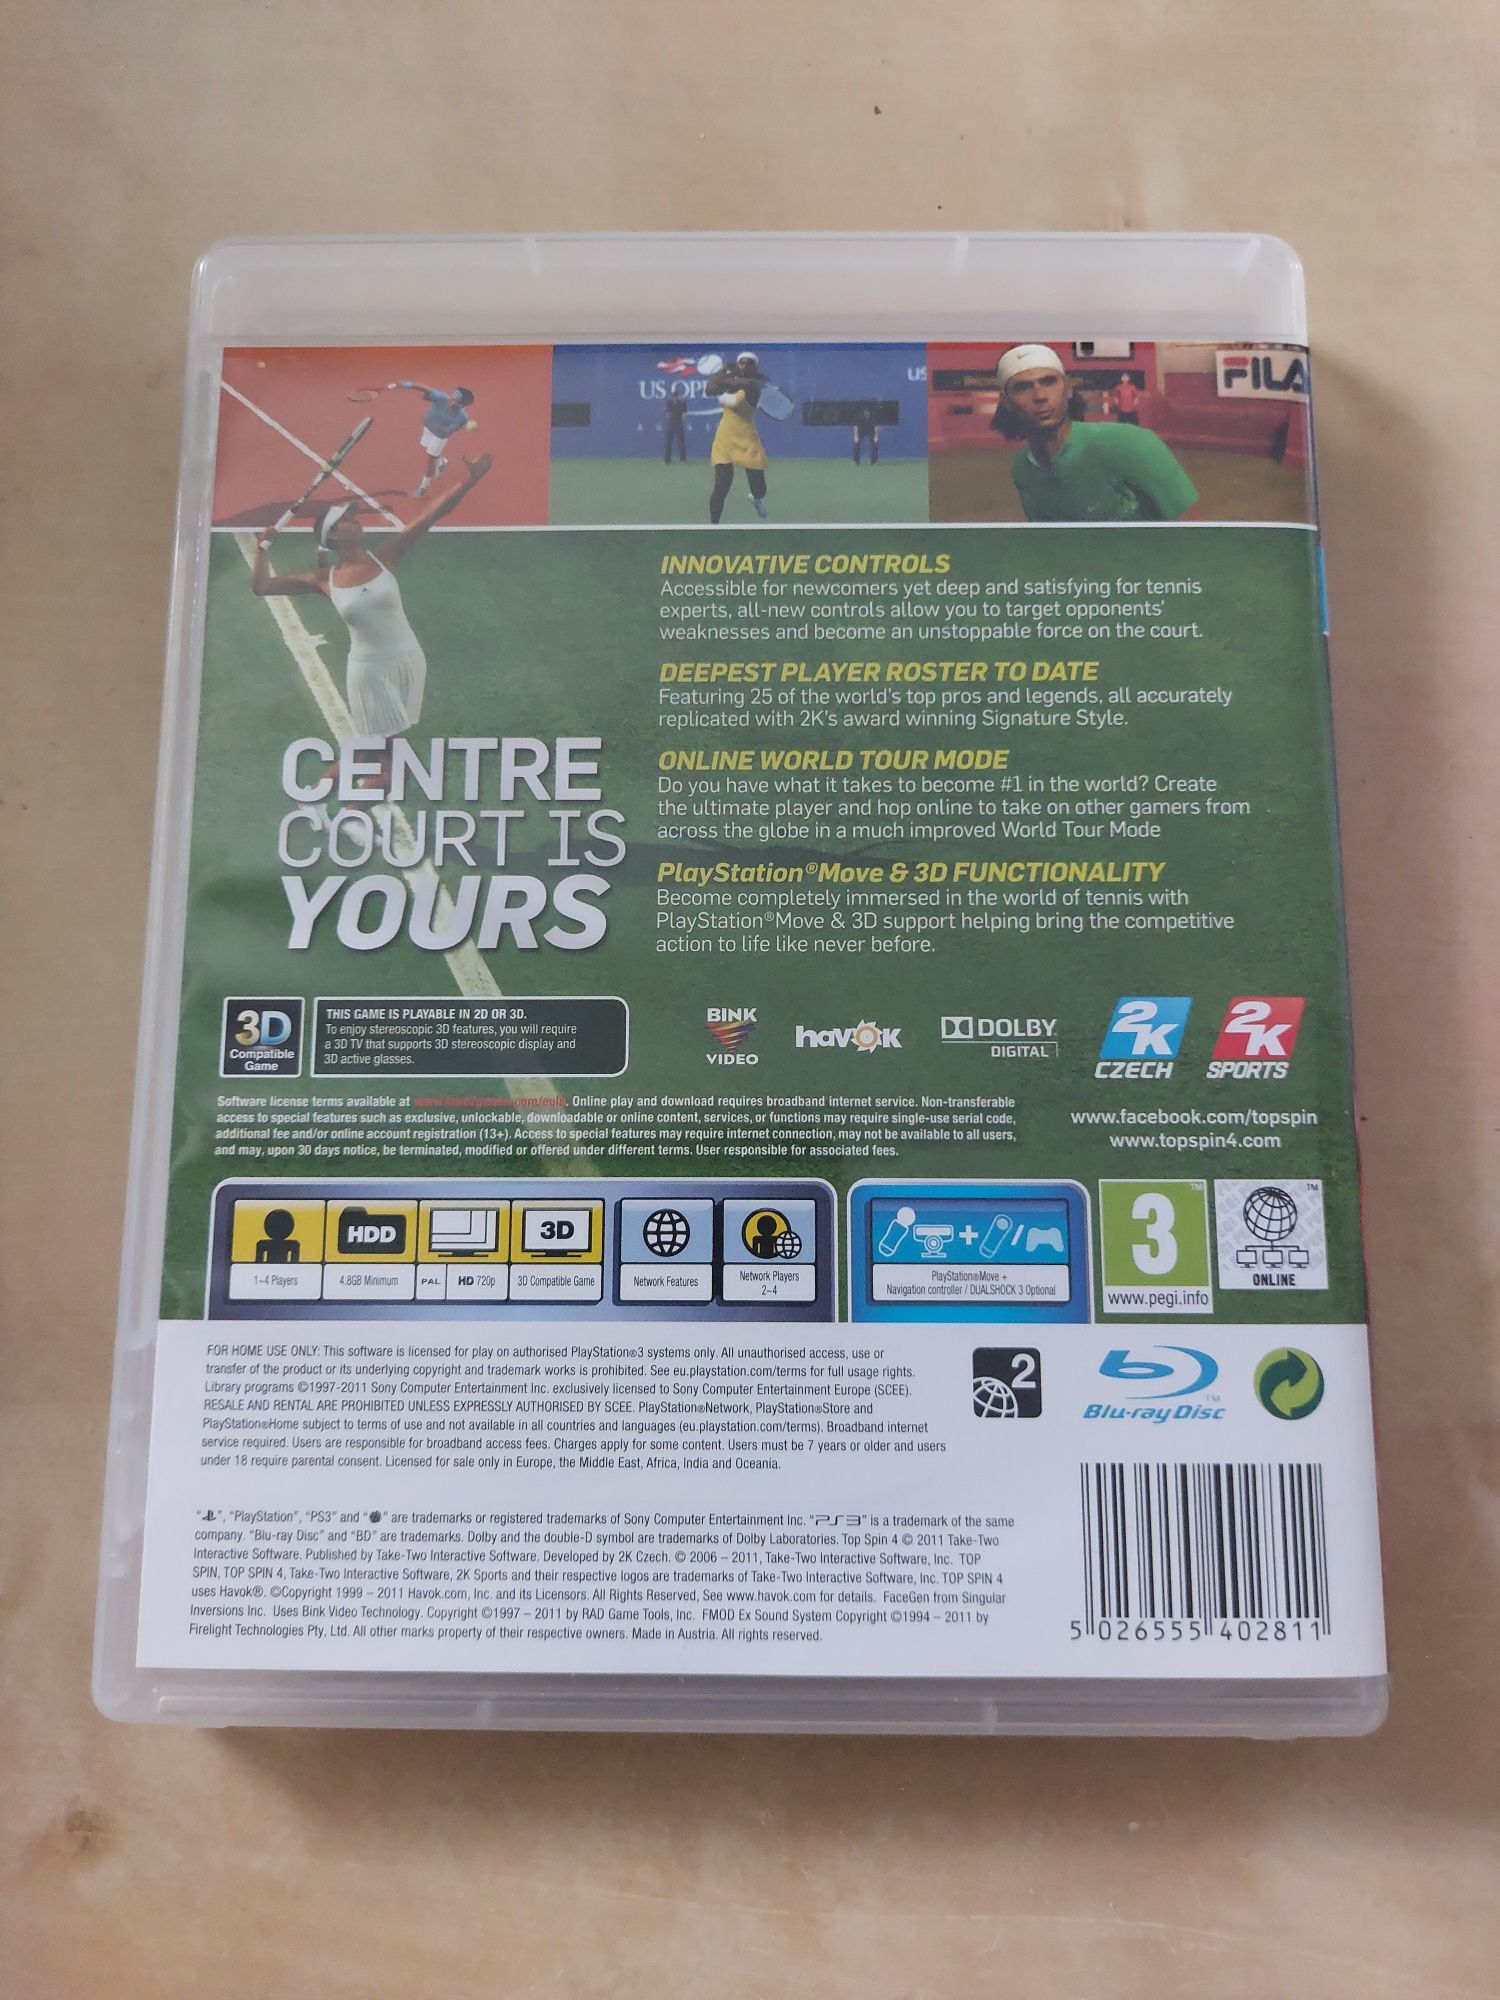 US OPE
US
FILA
INNOVATIVE CONTROLS
Accessible for newcomers yet deep and satisfying for tennis
experts, all-new controls allow you to target opponents'
weaknesses and become an unstoppable force on the court.
DEEPEST PLAYER ROSTER TO DATE
Featuring 25 of the world's top pros and legends, all accurately
replicated with 2K's award winning Signature Style.
ONLINE WORLD TOUR MODE
Do you have what it takes to become #1 in the world? Create
the ultimate player and hop online to take on other gamers from
across the globe in a much improved World Tour Mode
PlayStation®Move & 3D FUNCTIONALITY
Become completely immersed in the world of tennis with
PlayStation®Move & 3D support helping bring the competitive
action to life like never before.
CENTRE
COURT IS
YOURS
3D
Compatible
Game
THIS GAME IS PLAYABLE IN 2D OR 3D.
To enjoy stereoscopic 3D features, you will require
a 3D TV that supports 3D stereoscopic display and
3D active glasses.
BINK
VIDEO
havok
DOLBY
DIGITAL
2K
CZECH
2K
SPORTS
Software license terms available at www.take2games.com/eula. Online play and download requires broadband internet service. Non-transferable
access to special features such as exclusive, unlockable, downloadable or online content, services, or functions may require single-use serial code,
additional fee and/or online account registration (13+). Access to special features may require internet connection, may not be available to all users,
and may, upon 30 days notice, be terminated, modified or offered under different terms. User responsible for associated fees.
www.facebook.com/topspin
www.topspin4.com
HDD
3D
1-4 Players
4.8GB Minimum
PAL
HD 720p
3D Compatible Game
Network Features
Network Players
2-4
PlayStation®Move +
Navigation controller / DUALSHOCK 3 Optional
3
TM
www.pegi.info
TM
ONLINE
FOR HOME USE ONLY: This software is licensed for play on authorised PlayStation®3 systems only. All unauthorised access, use or
transfer of the product or its underlying copyright and trademark works is prohibited. See eu.playstation.com/terms for full usage rights.
Library programs ©1997-2011 Sony Computer Entertainment Inc. exclusively licensed to Sony Computer Entertainment Europe (SCEE).
RESALE AND RENTAL ARE PROHIBITED UNLESS EXPRESSLY AUTHORISED BY SCEE. PlayStation®Network, PlayStation®Store and
PlayStation®Home subject to terms of use and not available in all countries and languages (eu.playstation.com/terms). Broadband internet
service required. Users are responsible for broadband access fees. Charges apply for some content. Users must be 7 years or older and users
under 18 require parental consent. Licensed for sale only in Europe, the Middle East, Africa, India and Oceania.
2
TM
Blu-ray Disc
" ", "PlayStation", "PS3" and " " are trademarks or registered trademarks of Sony Computer Entertainment Inc. "PS3" is a trademark of the same
company. "Blu-ray Disc" and "BD" are trademarks. Dolby and the double-D symbol are trademarks of Dolby Laboratories. Top Spin 4 © 2011 Take-Two
Interactive Software. Published by Take-Two Interactive Software. Developed by 2K Czech. © 2006 – 2011, Take-Two Interactive Software, Inc. TOP
SPIN, TOP SPIN 4, Take-Two Interactive Software, 2K Sports and their respective logos are trademarks of Take-Two Interactive Software, Inc. TOP SPIN 4
uses Havok®. ©Copyright 1999 – 2011 Havok.com, Inc. and its Licensors. All Rights Reserved, See www.havok.com for details. FaceGen from Singular
Inversions Inc. Uses Bink Video Technology. Copyright ©1997 – 2011 by RAD Game Tools, Inc. FMOD Ex Sound System Copyright ©1994 – 2011 by
Firelight Technologies Pty, Ltd. All other marks property of their respective owners. Made in Austria. All rights reserved.
5 026555 402811